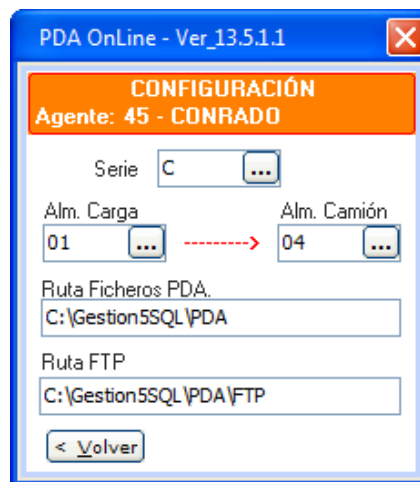 PDA OnLine - Ver_13.5.1.1
CONFIGURACIÓN
Agente: 45 - CONRADO
Serie C ...
Alm. Carga Alm. Camión
01 ... ---------> 04 ...
Ruta Ficheros PDA.
C:\Gestion5SQL\PDA
Ruta FTP
C:\Gestion5SQL\PDA\FTP
< Volver